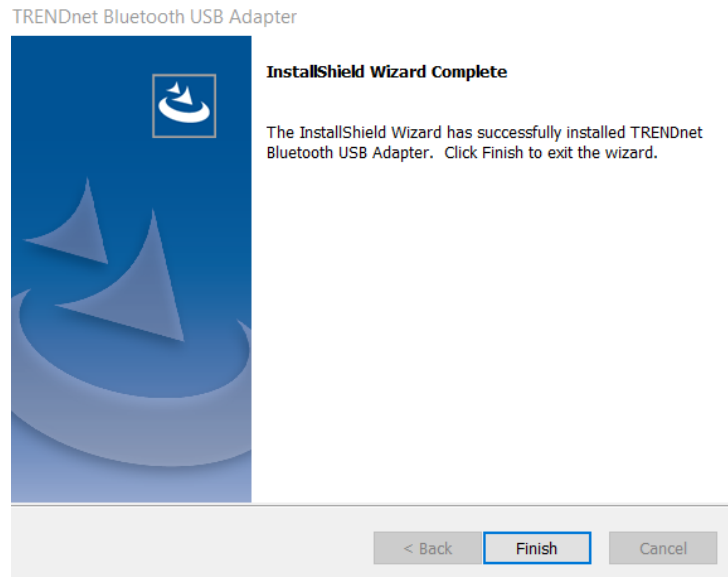 TRENDnet Bluetooth USB Adapter
InstallShield Wizard Complete
The InstallShield Wizard has successfully installed TRENDnet
Bluetooth USB Adapter.  Click Finish to exit the wizard.
< Back
Finish
Cancel